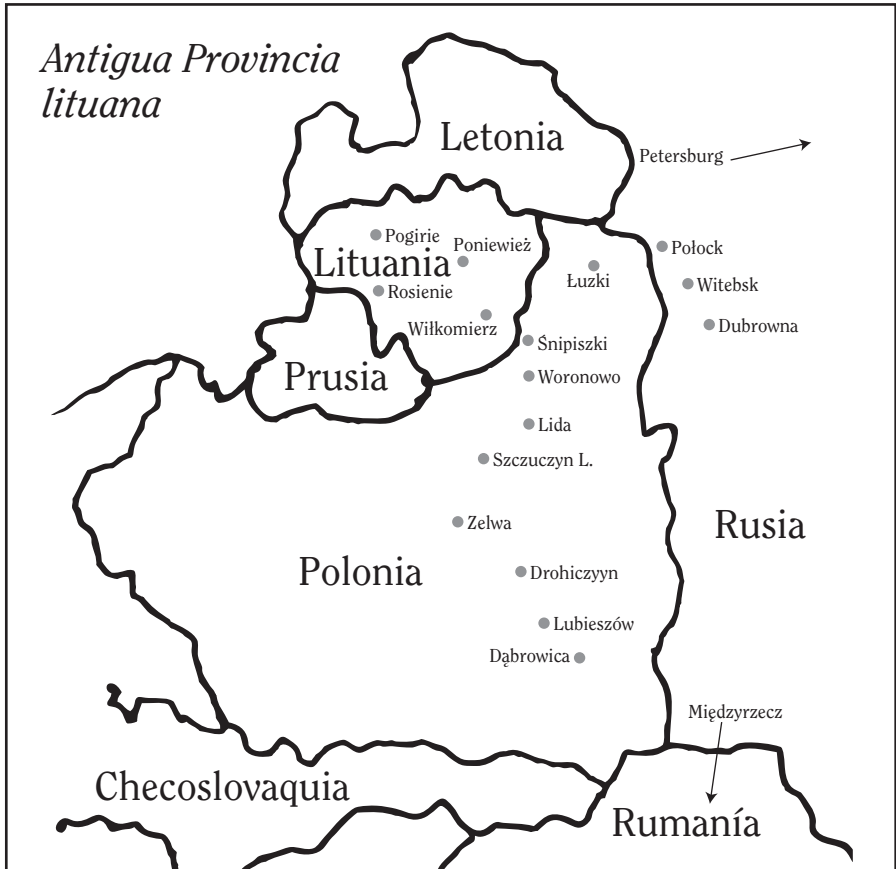 Antigua Provincia
lituana
Letonia
Petersburg
Pogirie
Poniewież
Połock
Lituania
Łuzki
Witebsk
Rosienie
Wiłkomierz
Dubrowna
Śnipiszki
Prusia
Woronowo
Lida
Szczuczyn L.
Zelwa
Rusia
Polonia
Drohiczyyn
Lubieszów
Dąbrowica
Międzyrzecz
Checoslovaquia
Rumanía